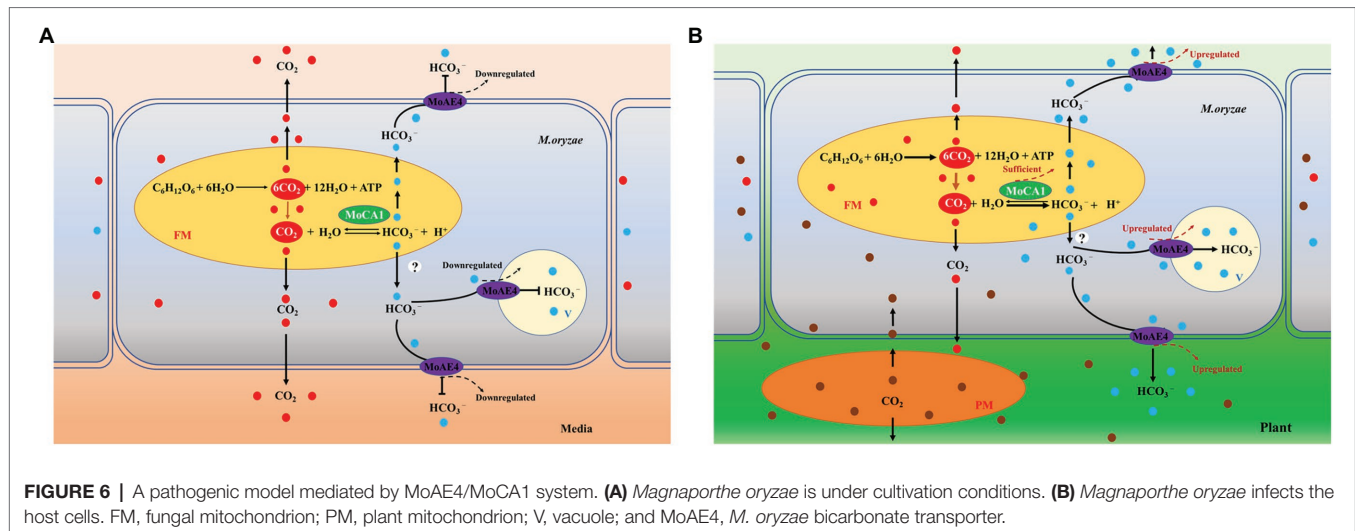 A
CO₂
HCO₃⁻
Downregulated
MoAE4
M.oryzae
HCO₃⁻
C₆H₁₂O₆ + 6H₂O
6CO₂ + 12H₂O + ATP
MoCA1
CO₂ + H₂O HCO₃⁻ + H⁺
FM
?
Downregulated
CO₂
HCO₃⁻
MoAE4
HCO₃⁻
V
MoAE4
Downregulated
CO₂
HCO₃⁻
Media
B
Upregulated
MoAE4
HCO₃⁻
M.oryzae
C₆H₁₂O₆ + 6H₂O
6CO₂ + 12H₂O + ATP
Sufficient
MoCA1
CO₂ + H₂O HCO₃⁻ + H⁺
FM
?
Upregulated
CO₂
HCO₃⁻
MoAE4
HCO₃⁻
V
MoAE4
Upregulated
CO₂
HCO₃⁻
PM
Plant
FIGURE 6 | A pathogenic model mediated by MoAE4/MoCA1 system. (A) Magnaporthe oryzae is under cultivation conditions. (B) Magnaporthe oryzae infects the
host cells. FM, fungal mitochondrion; PM, plant mitochondrion; V, vacuole; and MoAE4, M. oryzae bicarbonate transporter.